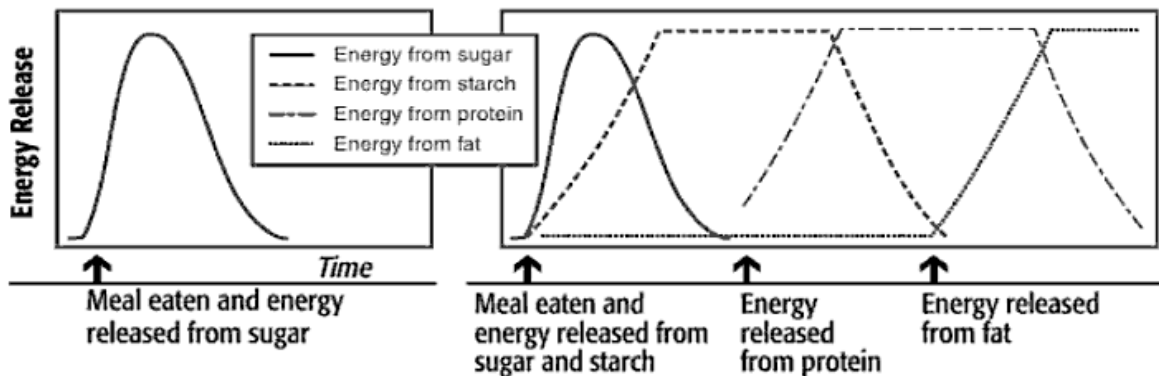 Energy Release
Energy from sugar
Energy from starch
Energy from protein
Energy from fat
Time
Meal eaten and energy
released from sugar
Meal eaten and
energy released from
sugar and starch
Energy
released
from protein
Energy released
from fat